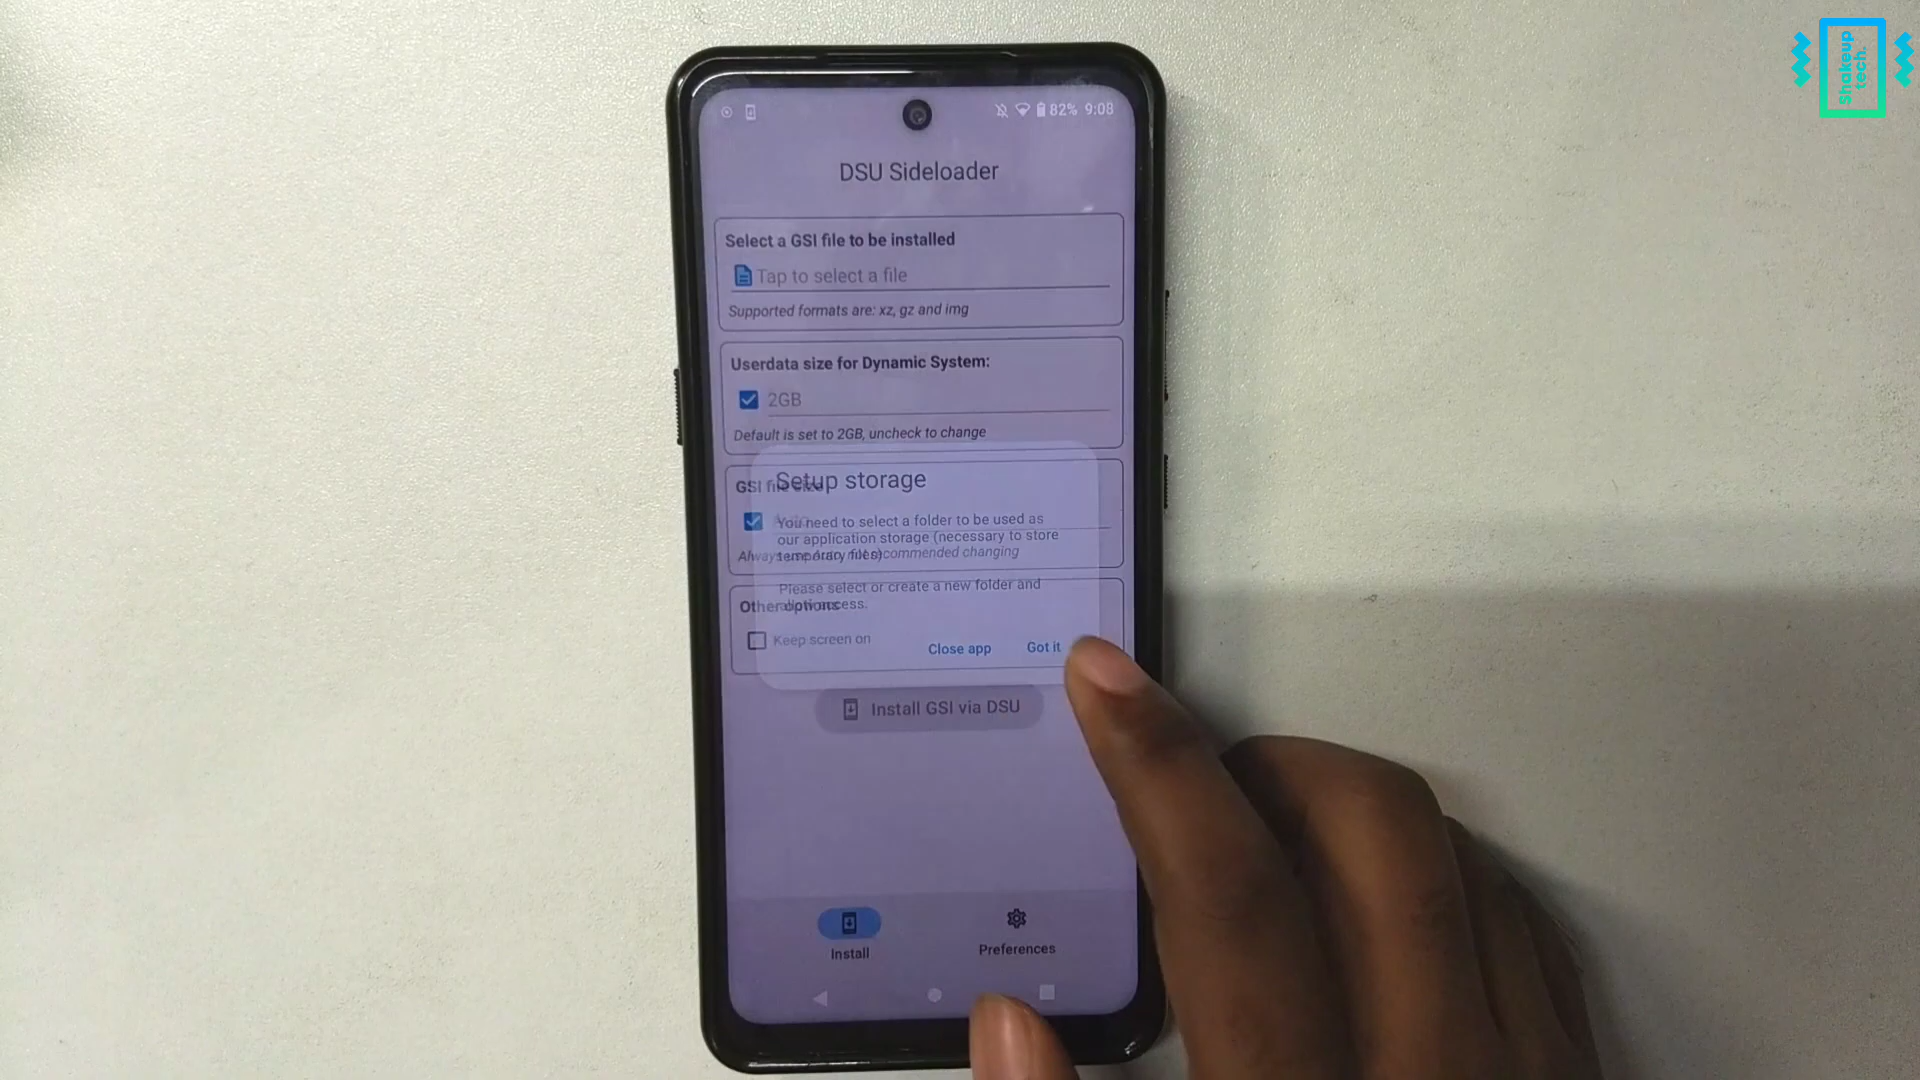 Shakeup
tech.
82% 9:08
DSU Sideloader
Select a GSI file to be installed
Tap to select a file
Supported formats are: xz, gz and img
Userdata size for Dynamic System:
2GB
Default is set to 2GB, uncheck to change
GSI file size
Setup storage
You need to select a folder to be used as
our application storage (necessary to store
temporary files)
Always recommended changing
Please select or create a new folder and
Other options
access.
Keep screen on
Close app Got it
Install GSI via DSU
Install Preferences